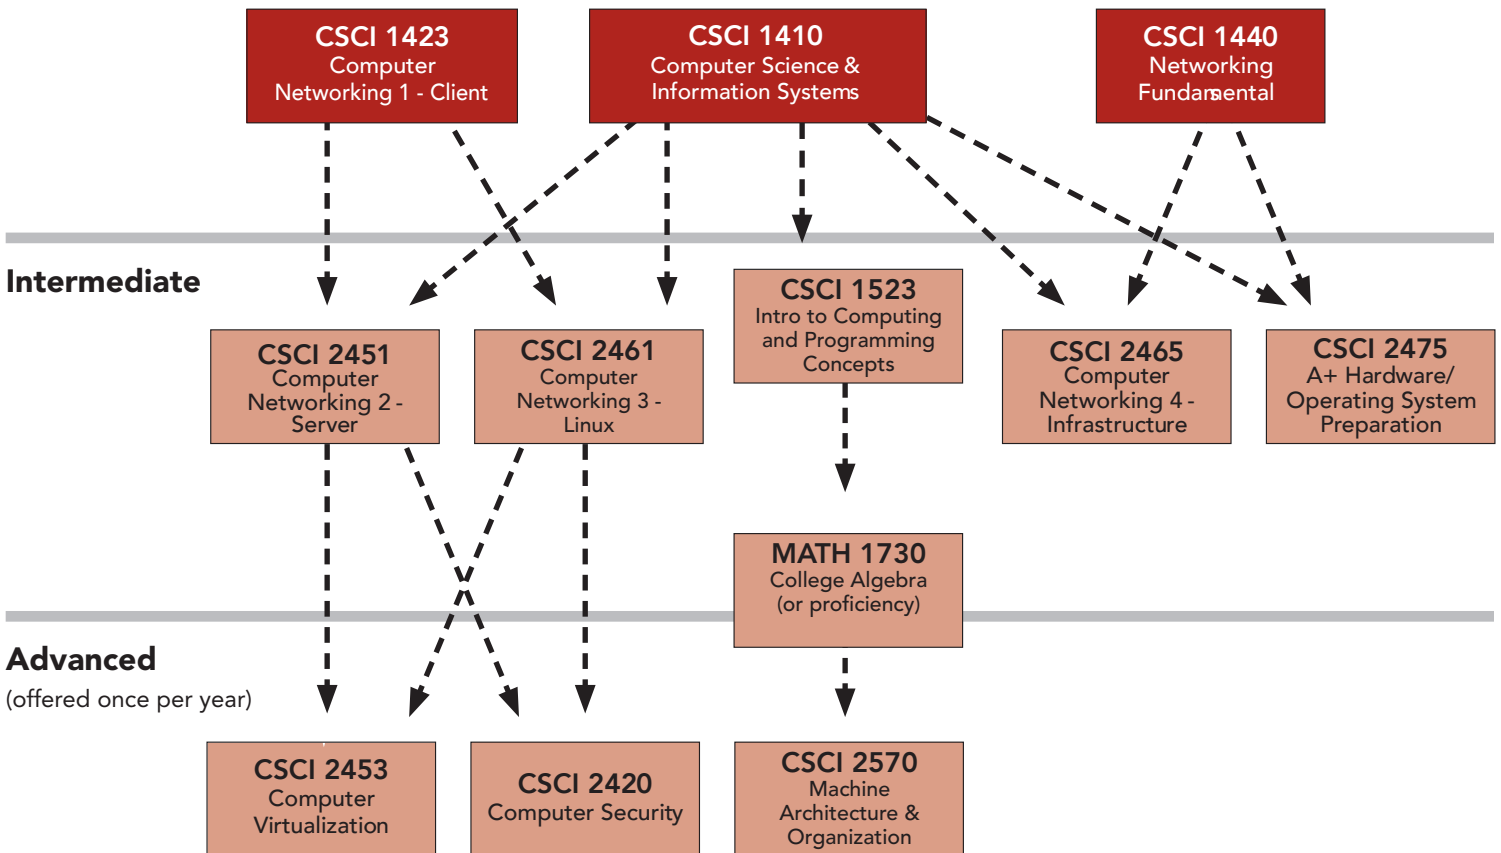 CSCI 1423
Computer
Networking 1 - Client
CSCI 1410
Computer Science &
Information Systems
CSCI 1440
Networking
Fundamsental
Intermediate
CSCI 1523
Intro to Computing
and Programming
Concepts
CSCI 2451
Computer
Networking 2 -
Server
CSCI 2461
Computer
Networking 3 -
Linux
CSCI 2465
Computer
Networking 4 -
Infrastructure
CSCI 2475
A+ Hardware/
Operating System
Preparation
MATH 1730
College Algebra
(or proficiency)
Advanced
(offered once per year)
CSCI 2453
Computer
Virtualization
CSCI 2420
Computer Security
CSCI 2570
Machine
Architecture &
Organization